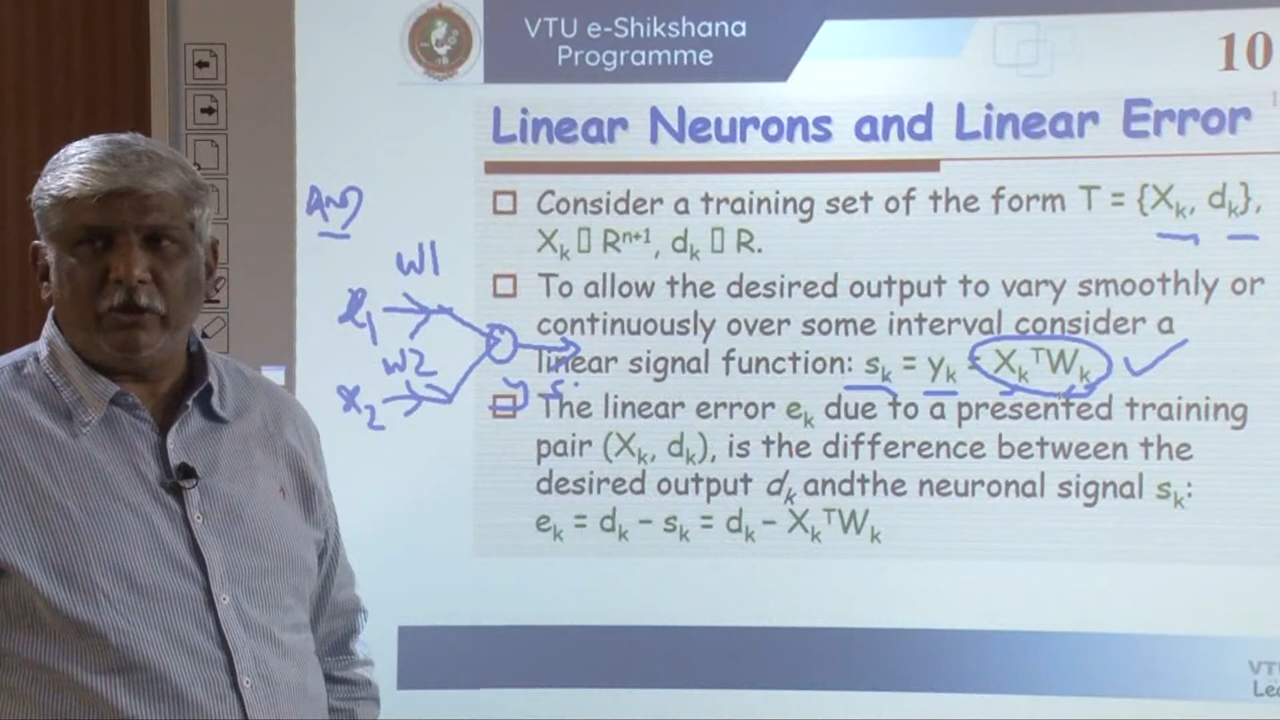 VTU e-Shikshana
Programme
10
Linear Neurons and Linear Error
Consider a training set of the form T = {Xₖ, dₖ},
Xₖ ▯ Rⁿ⁺¹, dₖ ▯ R.
To allow the desired output to vary smoothly or
continuously over some interval consider a
linear signal function: sₖ = yₖ = XₖᵀWₖ
The linear error eₖ due to a presented training
pair (Xₖ, dₖ), is the difference between the
desired output dₖ andthe neuronal signal sₖ:
eₖ = dₖ – sₖ = dₖ – XₖᵀWₖ
W1
x₁
W2
x₂
y s
VTU